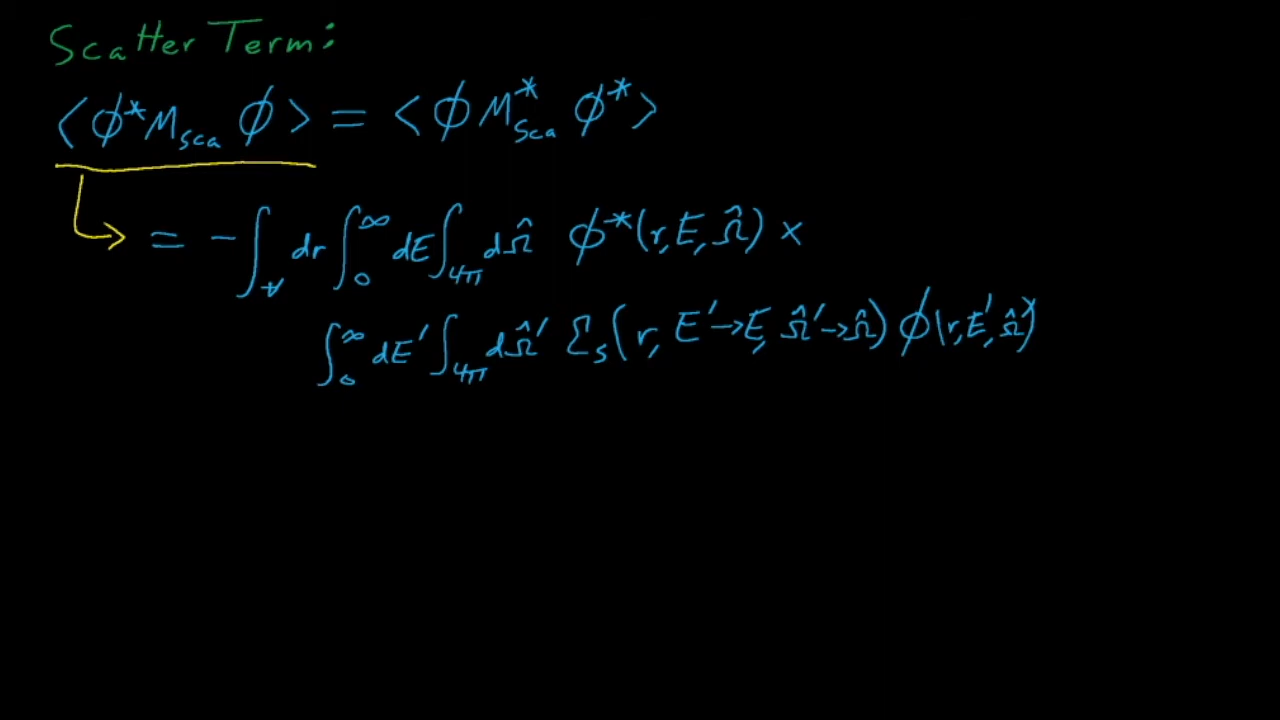 Scatter Term:
⟨ϕ* M_sca ϕ⟩ = ⟨ϕ M*_sca ϕ*⟩
= -∫_V dr ∫_0^∞ dE ∫_4π dΩ̂ ϕ*(r, E, Ω̂) ×
∫_0^∞ dE' ∫_4π dΩ̂' Σ_s(r, E'→E, Ω̂'→Ω̂) ϕ(r, E', Ω̂')